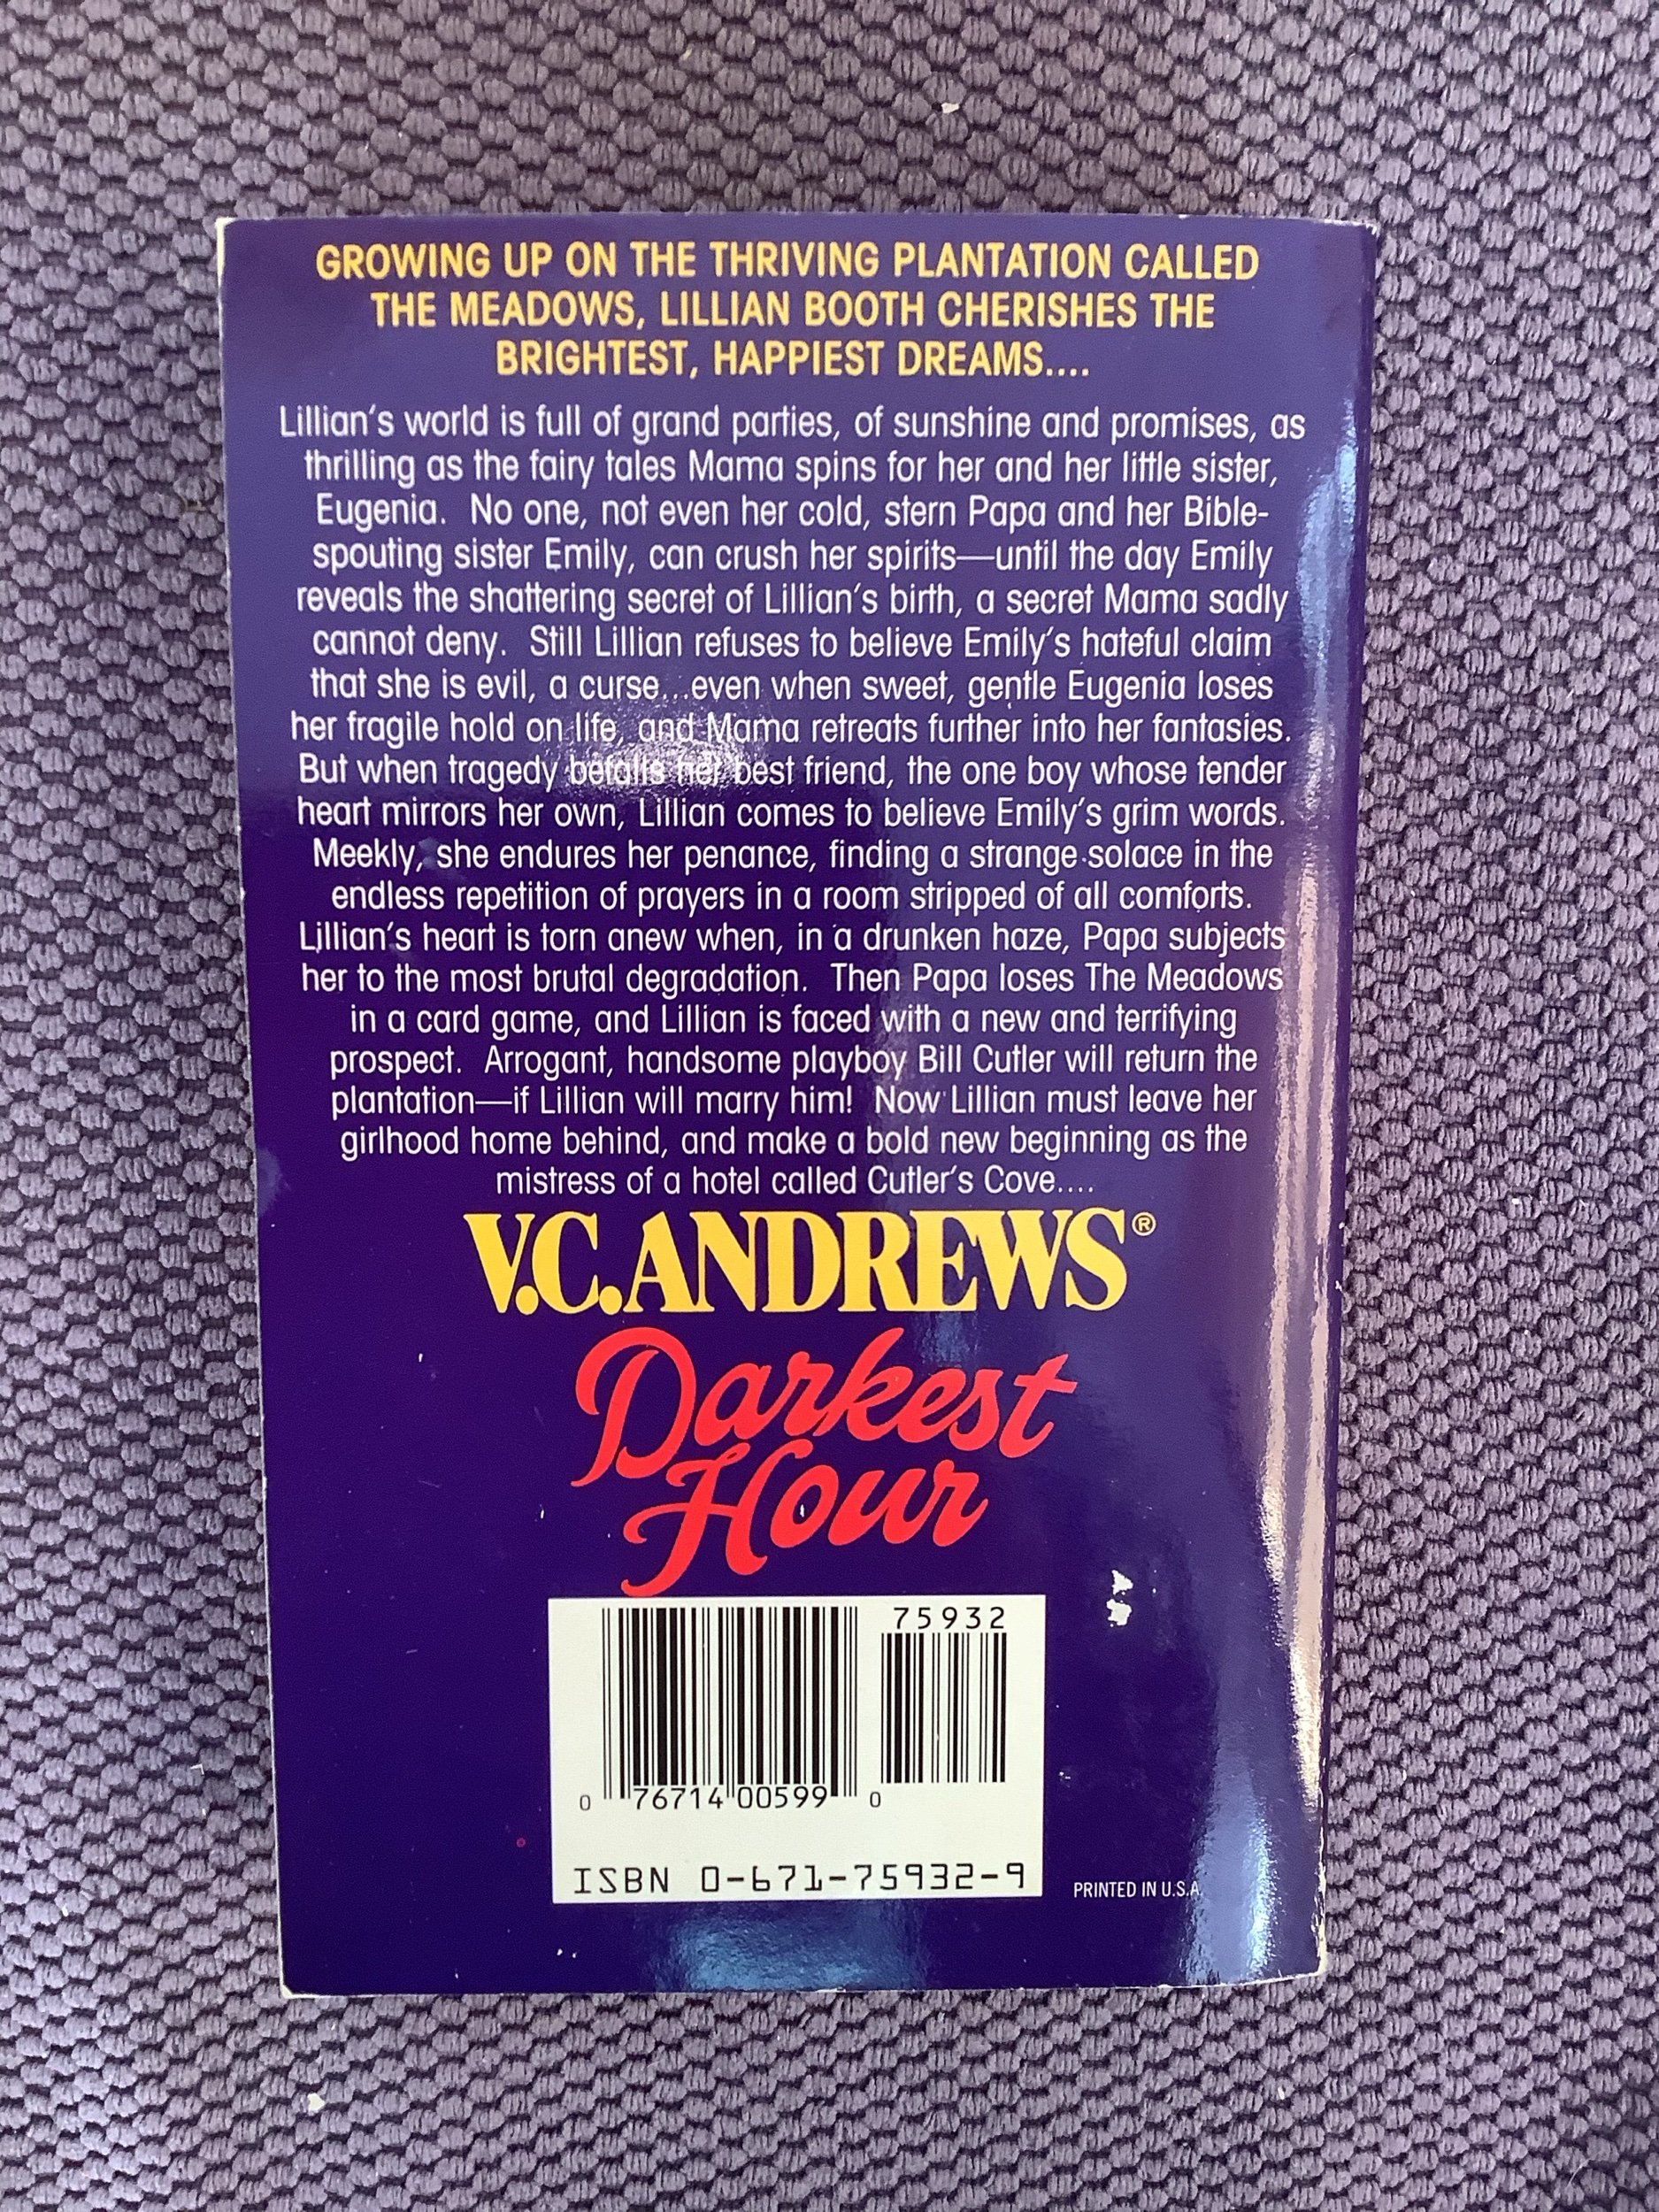 GROWING UP ON THE THRIVING PLANTATION CALLED
THE MEADOWS, LILLIAN BOOTH CHERISHES THE
BRIGHTEST, HAPPIEST DREAMS....
Lillian's world is full of grand parties, of sunshine and promises, as
thrilling as the fairy tales Mama spins for her and her little sister,
Eugenia. No one, not even her cold, stern Papa and her Bible-
spouting sister Emily, can crush her spirits—until the day Emily
reveals the shattering secret of Lillian's birth, a secret Mama sadly
cannot deny. Still Lillian refuses to believe Emily's hateful claim
that she is evil, a curse...even when sweet, gentle Eugenia loses
her fragile hold on life, and Mama retreats further into her fantasies.
But when tragedy befalls her best friend, the one boy whose tender
heart mirrors her own, Lillian comes to believe Emily's grim words.
Meekly, she endures her penance, finding a strange solace in the
endless repetition of prayers in a room stripped of all comforts.
Lillian's heart is torn anew when, in a drunken haze, Papa subjects
her to the most brutal degradation. Then Papa loses The Meadows
in a card game, and Lillian is faced with a new and terrifying
prospect. Arrogant, handsome playboy Bill Cutler will return the
plantation—if Lillian will marry him! Now Lillian must leave her
girlhood home behind, and make a bold new beginning as the
mistress of a hotel called Cutler's Cove....
V.C. ANDREWS®
Darkest
Hour
75932
0 76714 00599 0
ISBN 0-671-75932-9
PRINTED IN U.S.A.